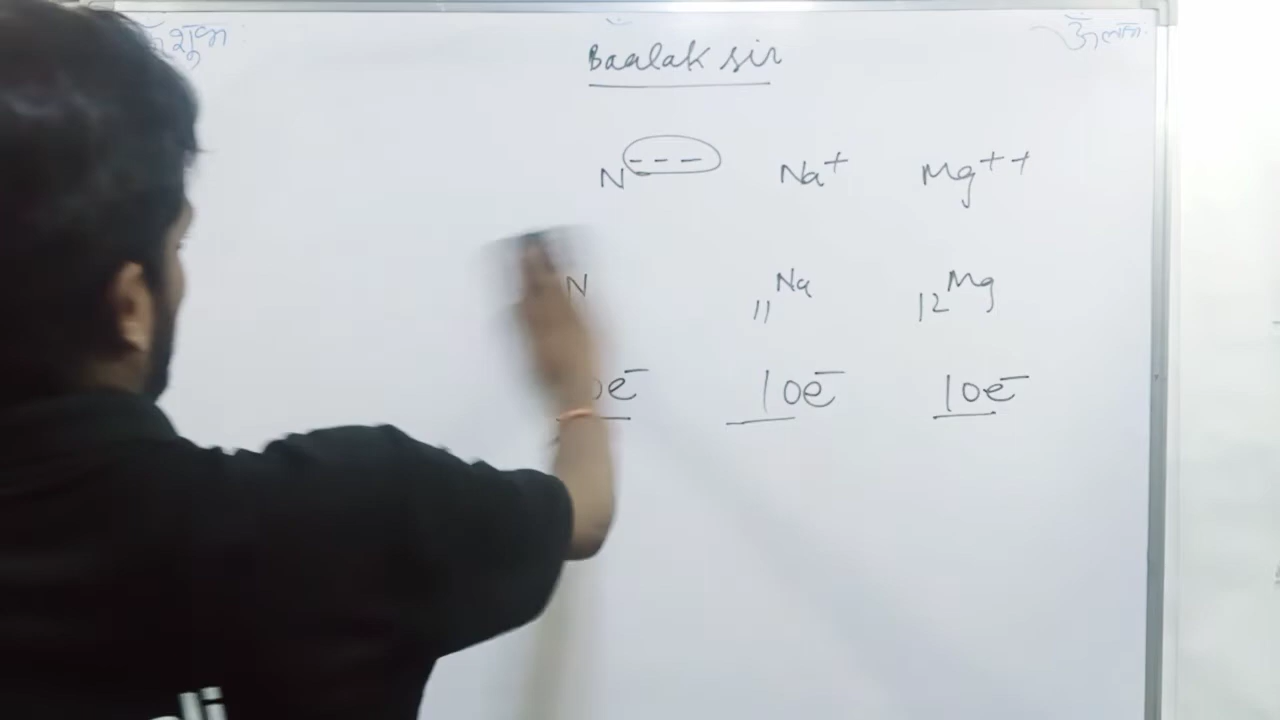 शुभ
लाभ
Baalak sir
N--- Na+ Mg++
N 11Na 12Mg
0e- 10e- 10e-